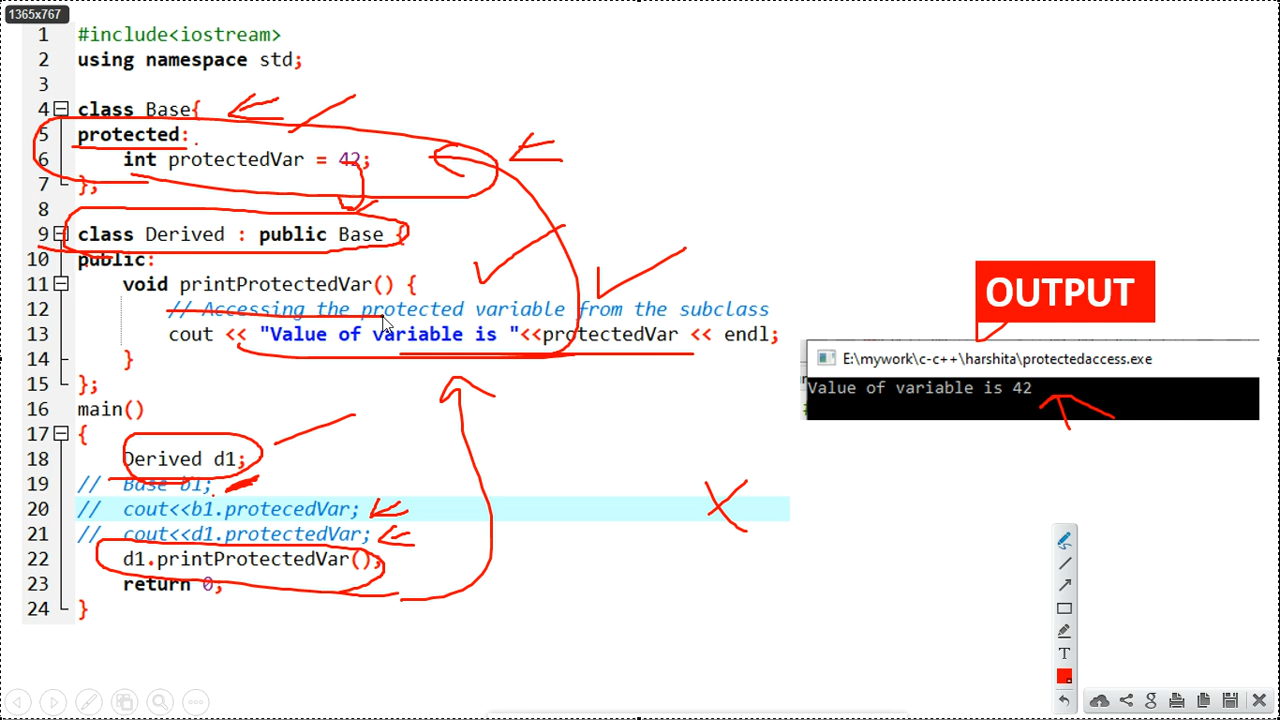 1365x767
1 #include<iostream>
2 using namespace std;
3
4 class Base{
5 protected:
6 int protectedVar = 42;
7 };
8
9 class Derived : public Base {
10 public:
11 void printProtectedVar() {
12 // Accessing the protected variable from the subclass
13 cout << "Value of variable is "<<protectedVar << endl;
14 }
15 };
16 main()
17 {
18 Derived d1;
19 // Base b1;
20 // cout<<b1.protecedVar;
21 // cout<<d1.protectedVar;
22 d1.printProtectedVar();
23 return 0;
24 }
OUTPUT
E:\mywork\c-c++\harshita\protectedaccess.exe
Value of variable is 42
T
g